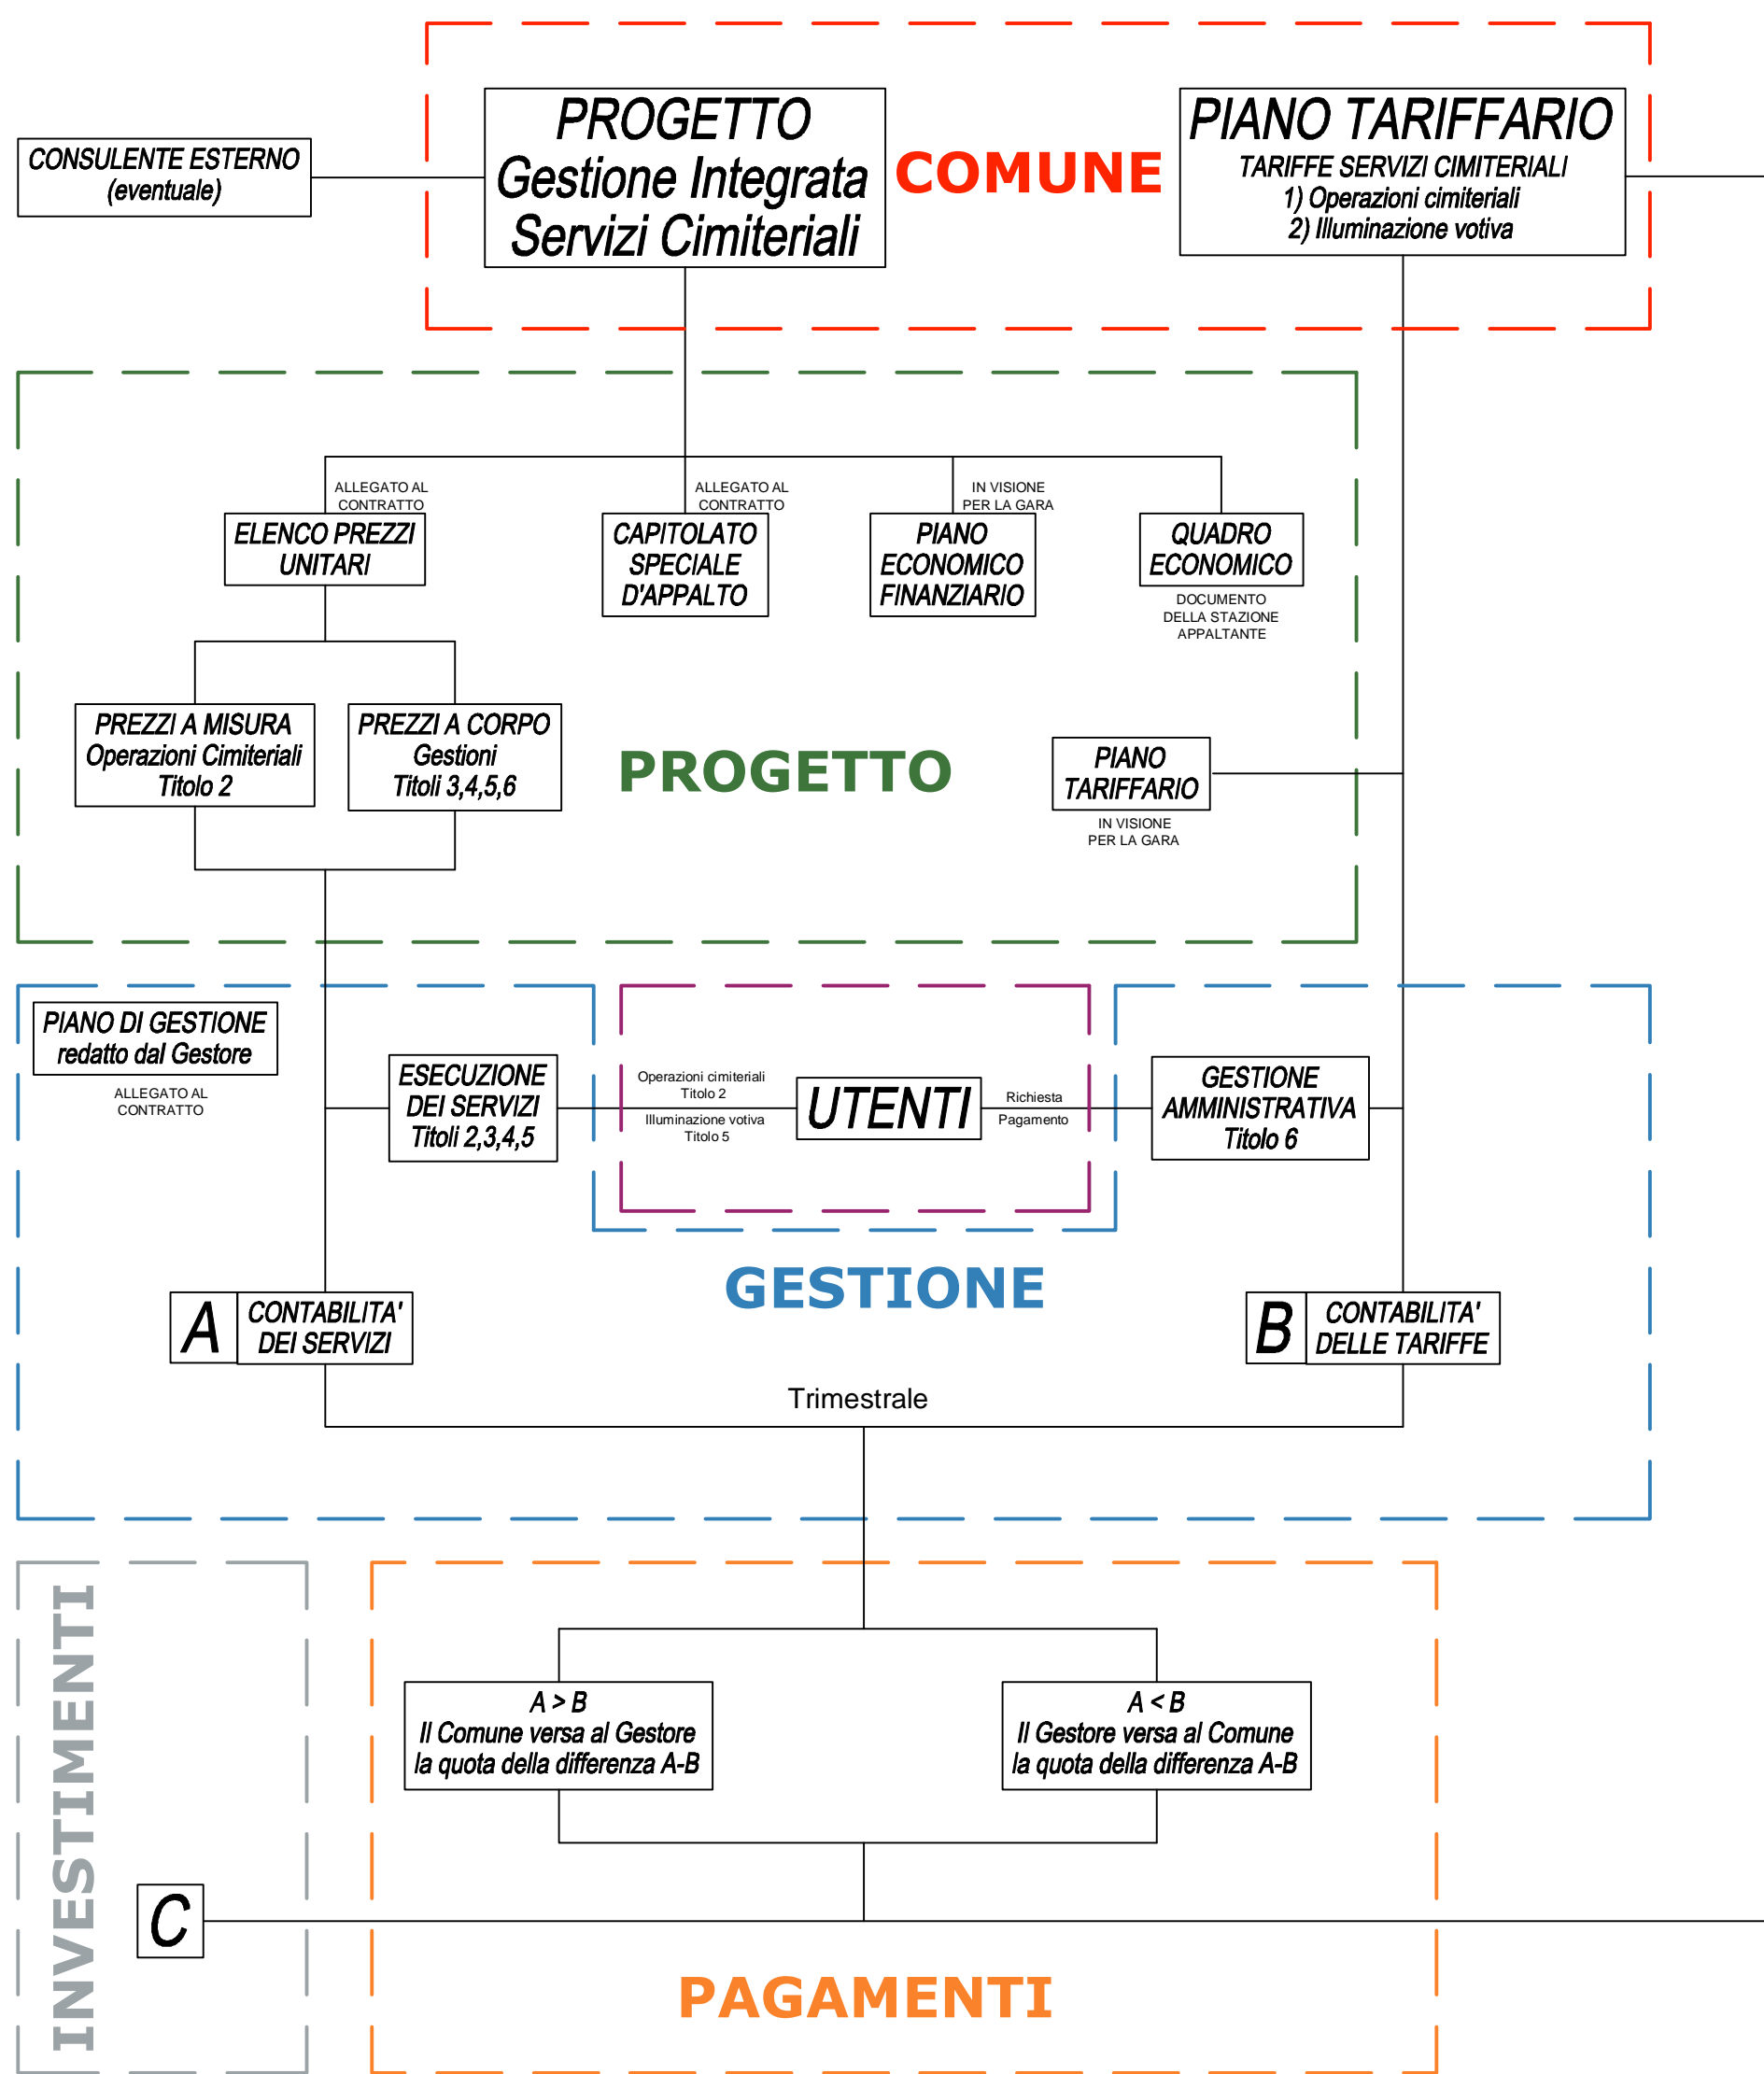 CONSULENTE ESTERNO
(eventuale)
PROGETTO
Gestione Integrata
Servizi Cimiteriali
COMUNE
PIANO TARIFFARIO
TARIFFE SERVIZI CIMITERIALI
1) Operazioni cimiteriali
2) Illuminazione votiva
ALLEGATO AL
CONTRATTO
ELENCO PREZZI
UNITARI
ALLEGATO AL
CONTRATTO
CAPITOLATO
SPECIALE
D'APPALTO
IN VISIONE
PER LA GARA
PIANO
ECONOMICO
FINANZIARIO
QUADRO
ECONOMICO
DOCUMENTO
DELLA STAZIONE
APPALTANTE
PREZZI A MISURA
Operazioni Cimiteriali
Titolo 2
PREZZI A CORPO
Gestioni
Titoli 3,4,5,6
PROGETTO
PIANO
TARIFFARIO
IN VISIONE
PER LA GARA
PIANO DI GESTIONE
redatto dal Gestore
ALLEGATO AL
CONTRATTO
ESECUZIONE
DEI SERVIZI
Titoli 2,3,4,5
Operazioni cimiteriali
Titolo 2
Illuminazione votiva
Titolo 5
UTENTI
Richiesta
Pagamento
GESTIONE
AMMINISTRATIVA
Titolo 6
GESTIONE
A
CONTABILITA'
DEI SERVIZI
B
CONTABILITA'
DELLE TARIFFE
Trimestrale
INVESTIMENTI
A > B
Il Comune versa al Gestore
la quota della differenza A-B
A < B
Il Gestore versa al Comune
la quota della differenza A-B
C
PAGAMENTI